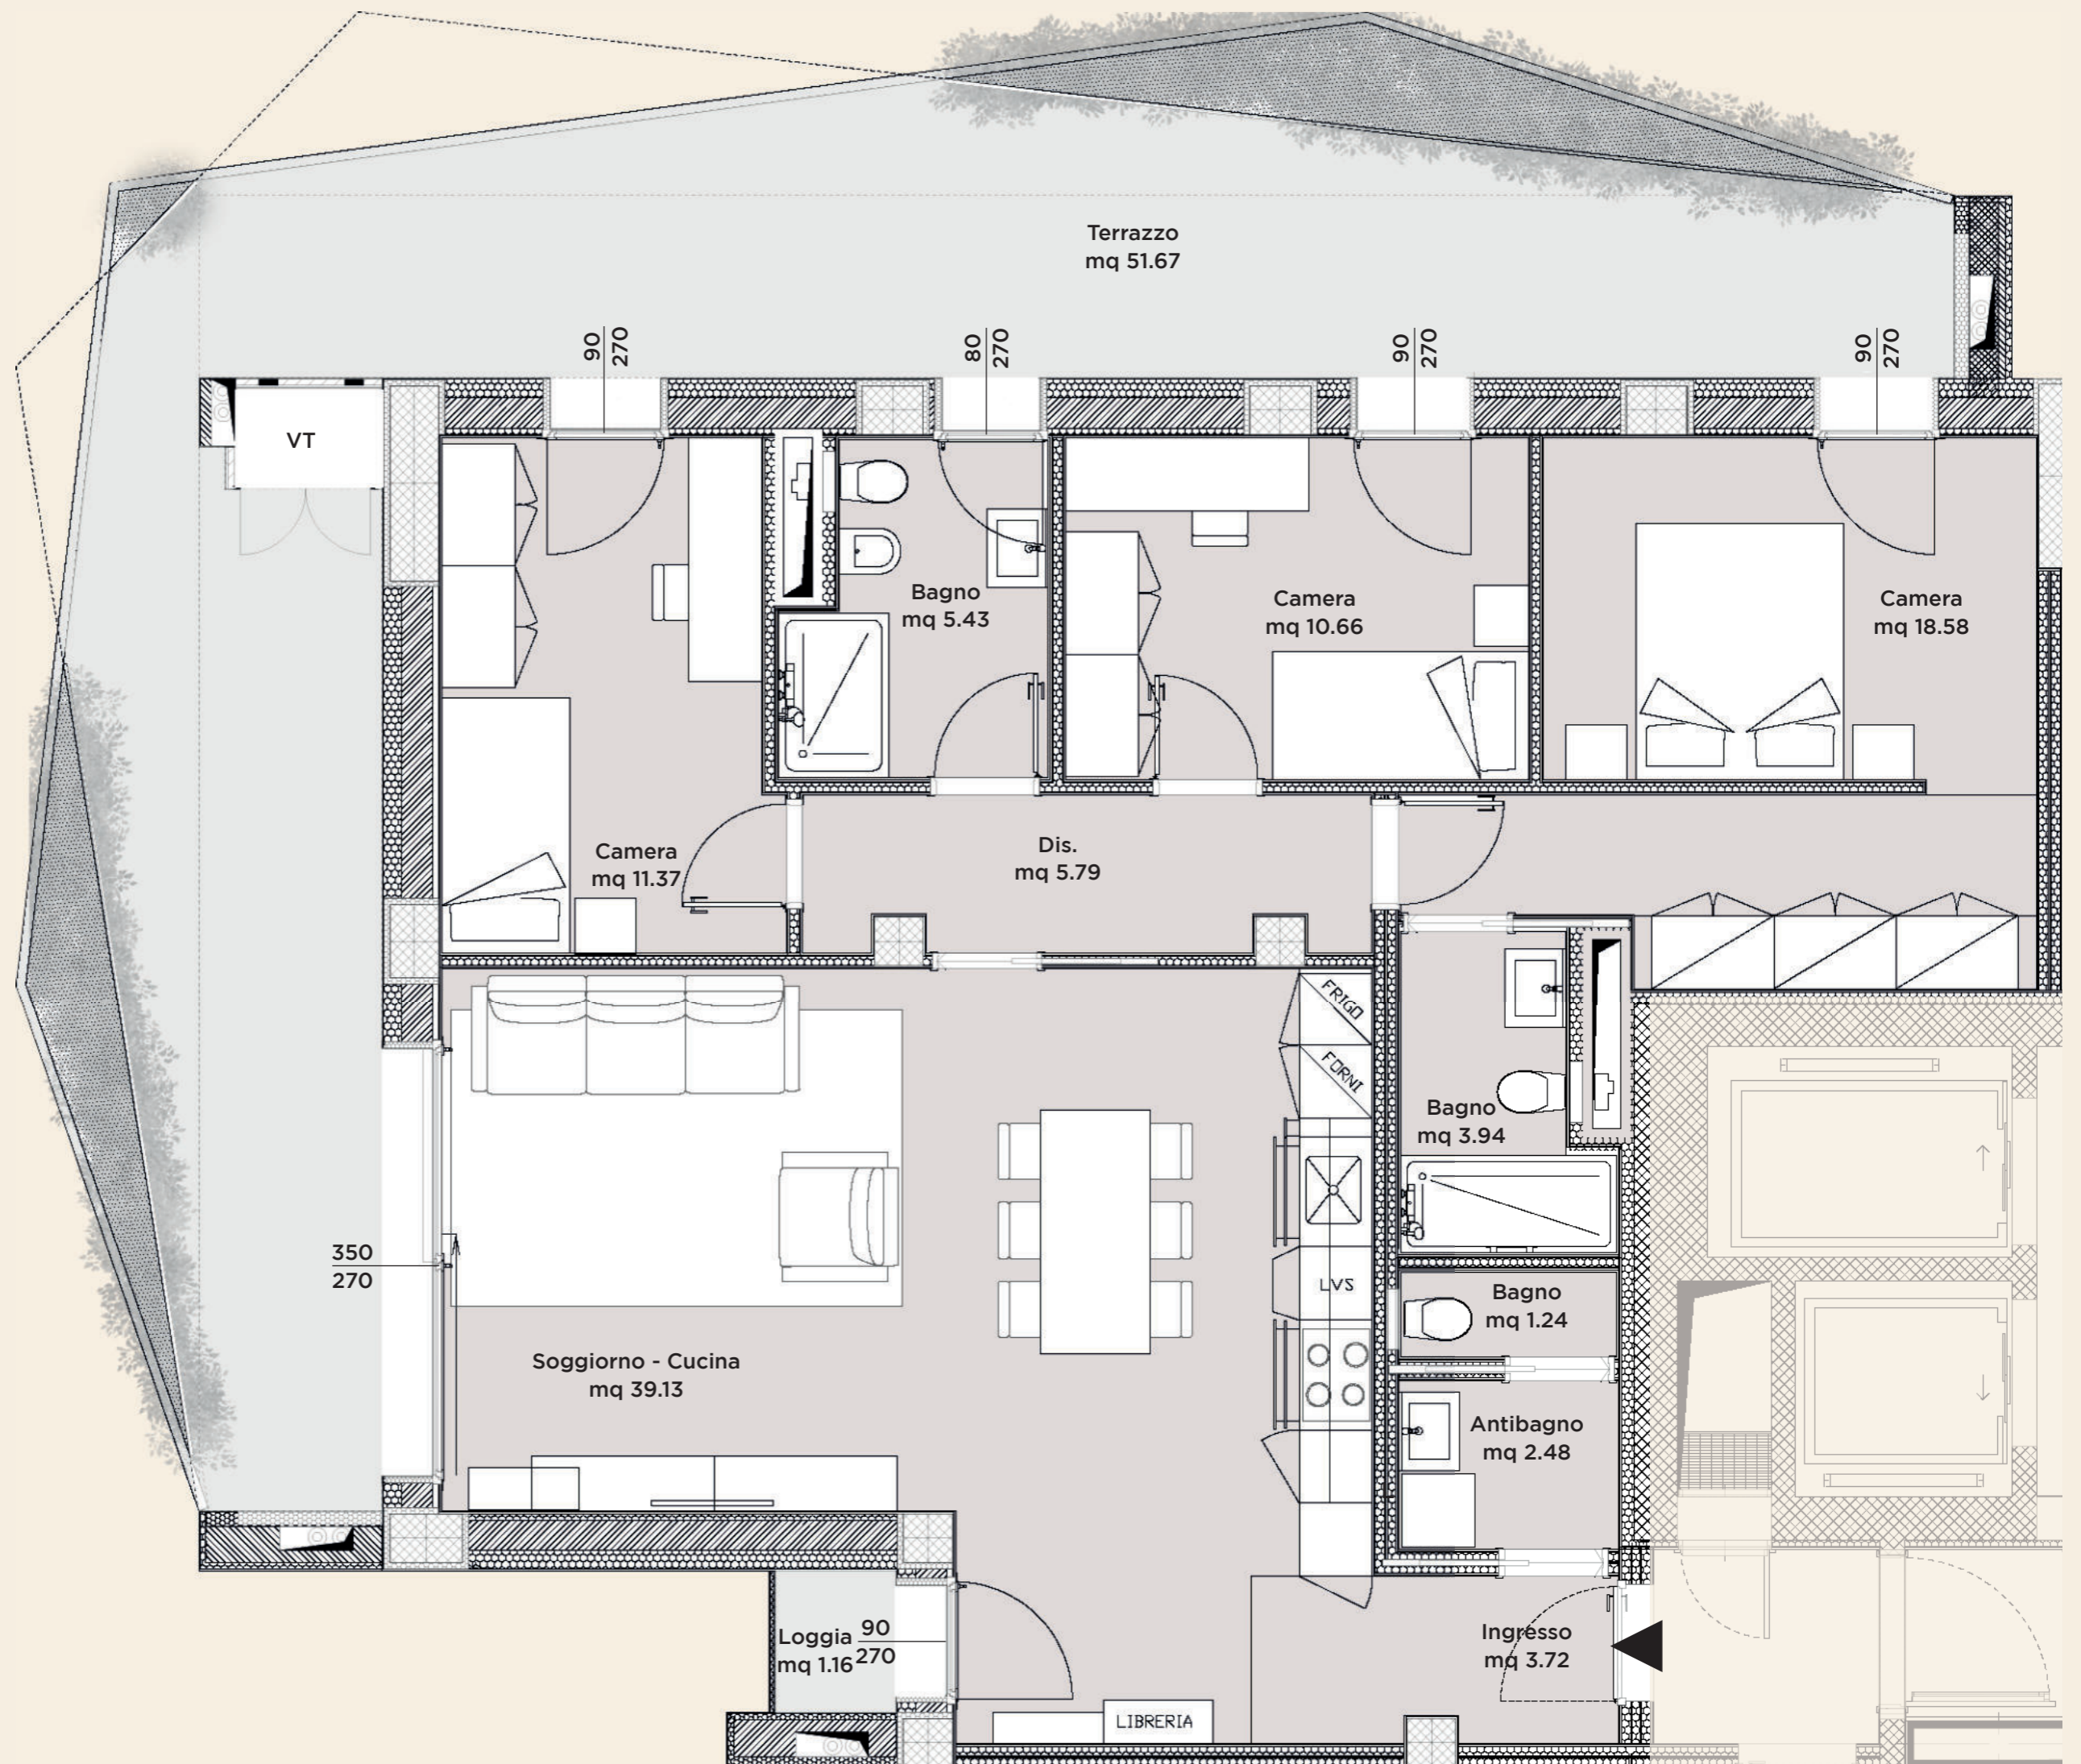 Terrazzo
mq 51.67
90
270
80
270
90
270
90
270
VT
Bagno
mq 5.43
Camera
mq 10.66
Camera
mq 18.58
Camera
mq 11.37
Dis.
mq 5.79
FRIGO
FORNI
Bagno
mq 3.94
350
270
LVS
Bagno
mq 1.24
Soggiorno - Cucina
mq 39.13
Antibagno
mq 2.48
Loggia
mq 1.16
90
270
Ingresso
mq 3.72
LIBRERIA